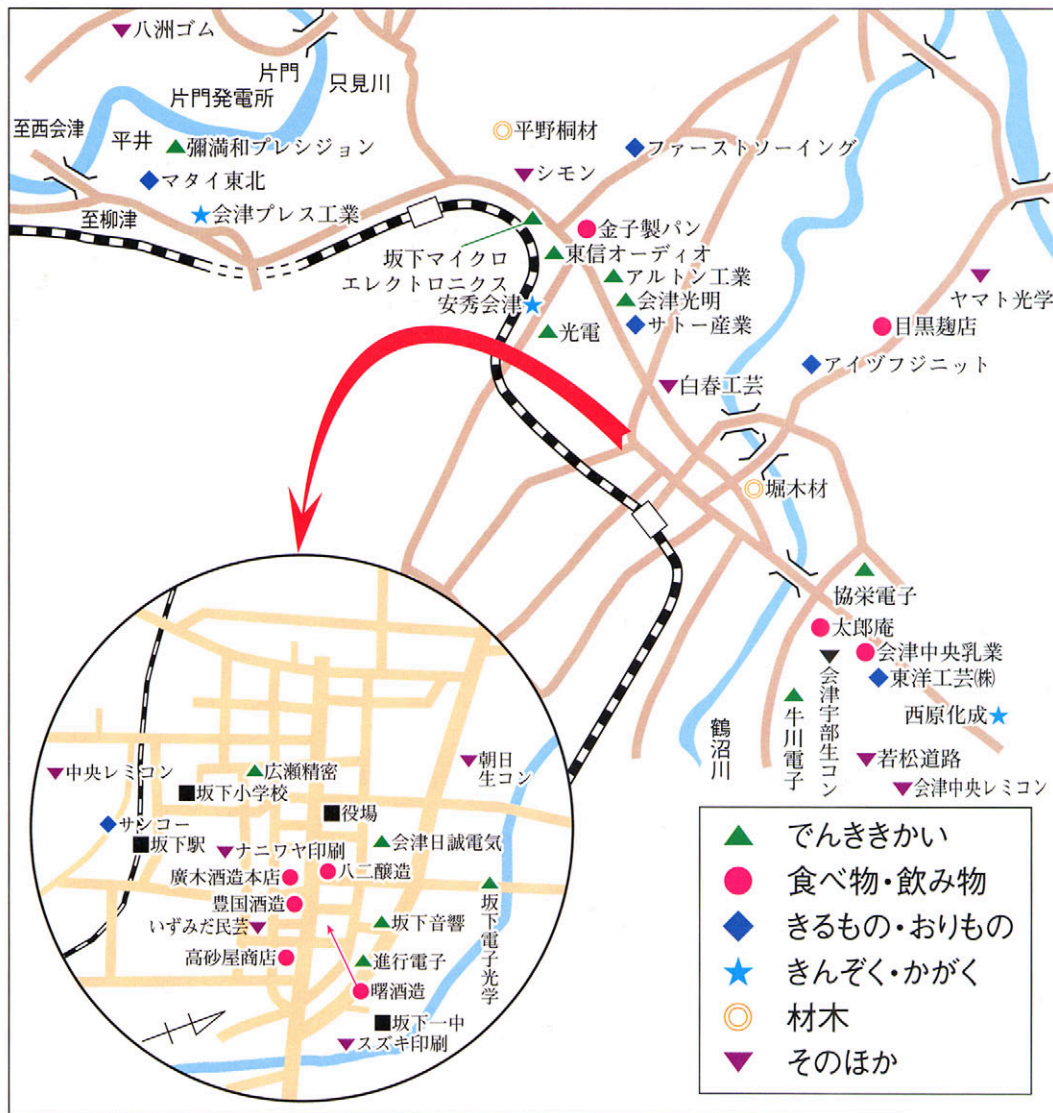 八洲ゴム
片門
只見川
片門発電所
至西会津
平井
彌満和プレシジョン
平野桐材
ファーストソーイング
マタイ東北
シモン
至柳津
会津プレス工業
金子製パン
坂下マイクロ
エレクトロニクス
東信オーディオ
アルトン工業
会津光明
安秀会津
サトー産業
光電
ヤマト光学
目黒麹店
アイヅフジニット
白春工芸
堀木材
協栄電子
太郎庵
会津中央乳業
東洋工芸㈱
会津宇部生コン
牛川電子
西原化成
鶴沼川
若松道路
会津中央レミコン
朝日
生コン
中央レミコン
広瀬精密
坂下小学校
役場
サンコー
坂下駅
ナニワヤ印刷
会津日誠電気
廣木酒造本店
八二醸造
豊国酒造
坂下電子光学
いずみだ民芸
坂下音響
高砂屋商店
進行電子
曙酒造
坂下一中
スズキ印刷
でんききかい
食べ物・飲み物
きるもの・おりもの
きんぞく・かがく
材木
そのほか